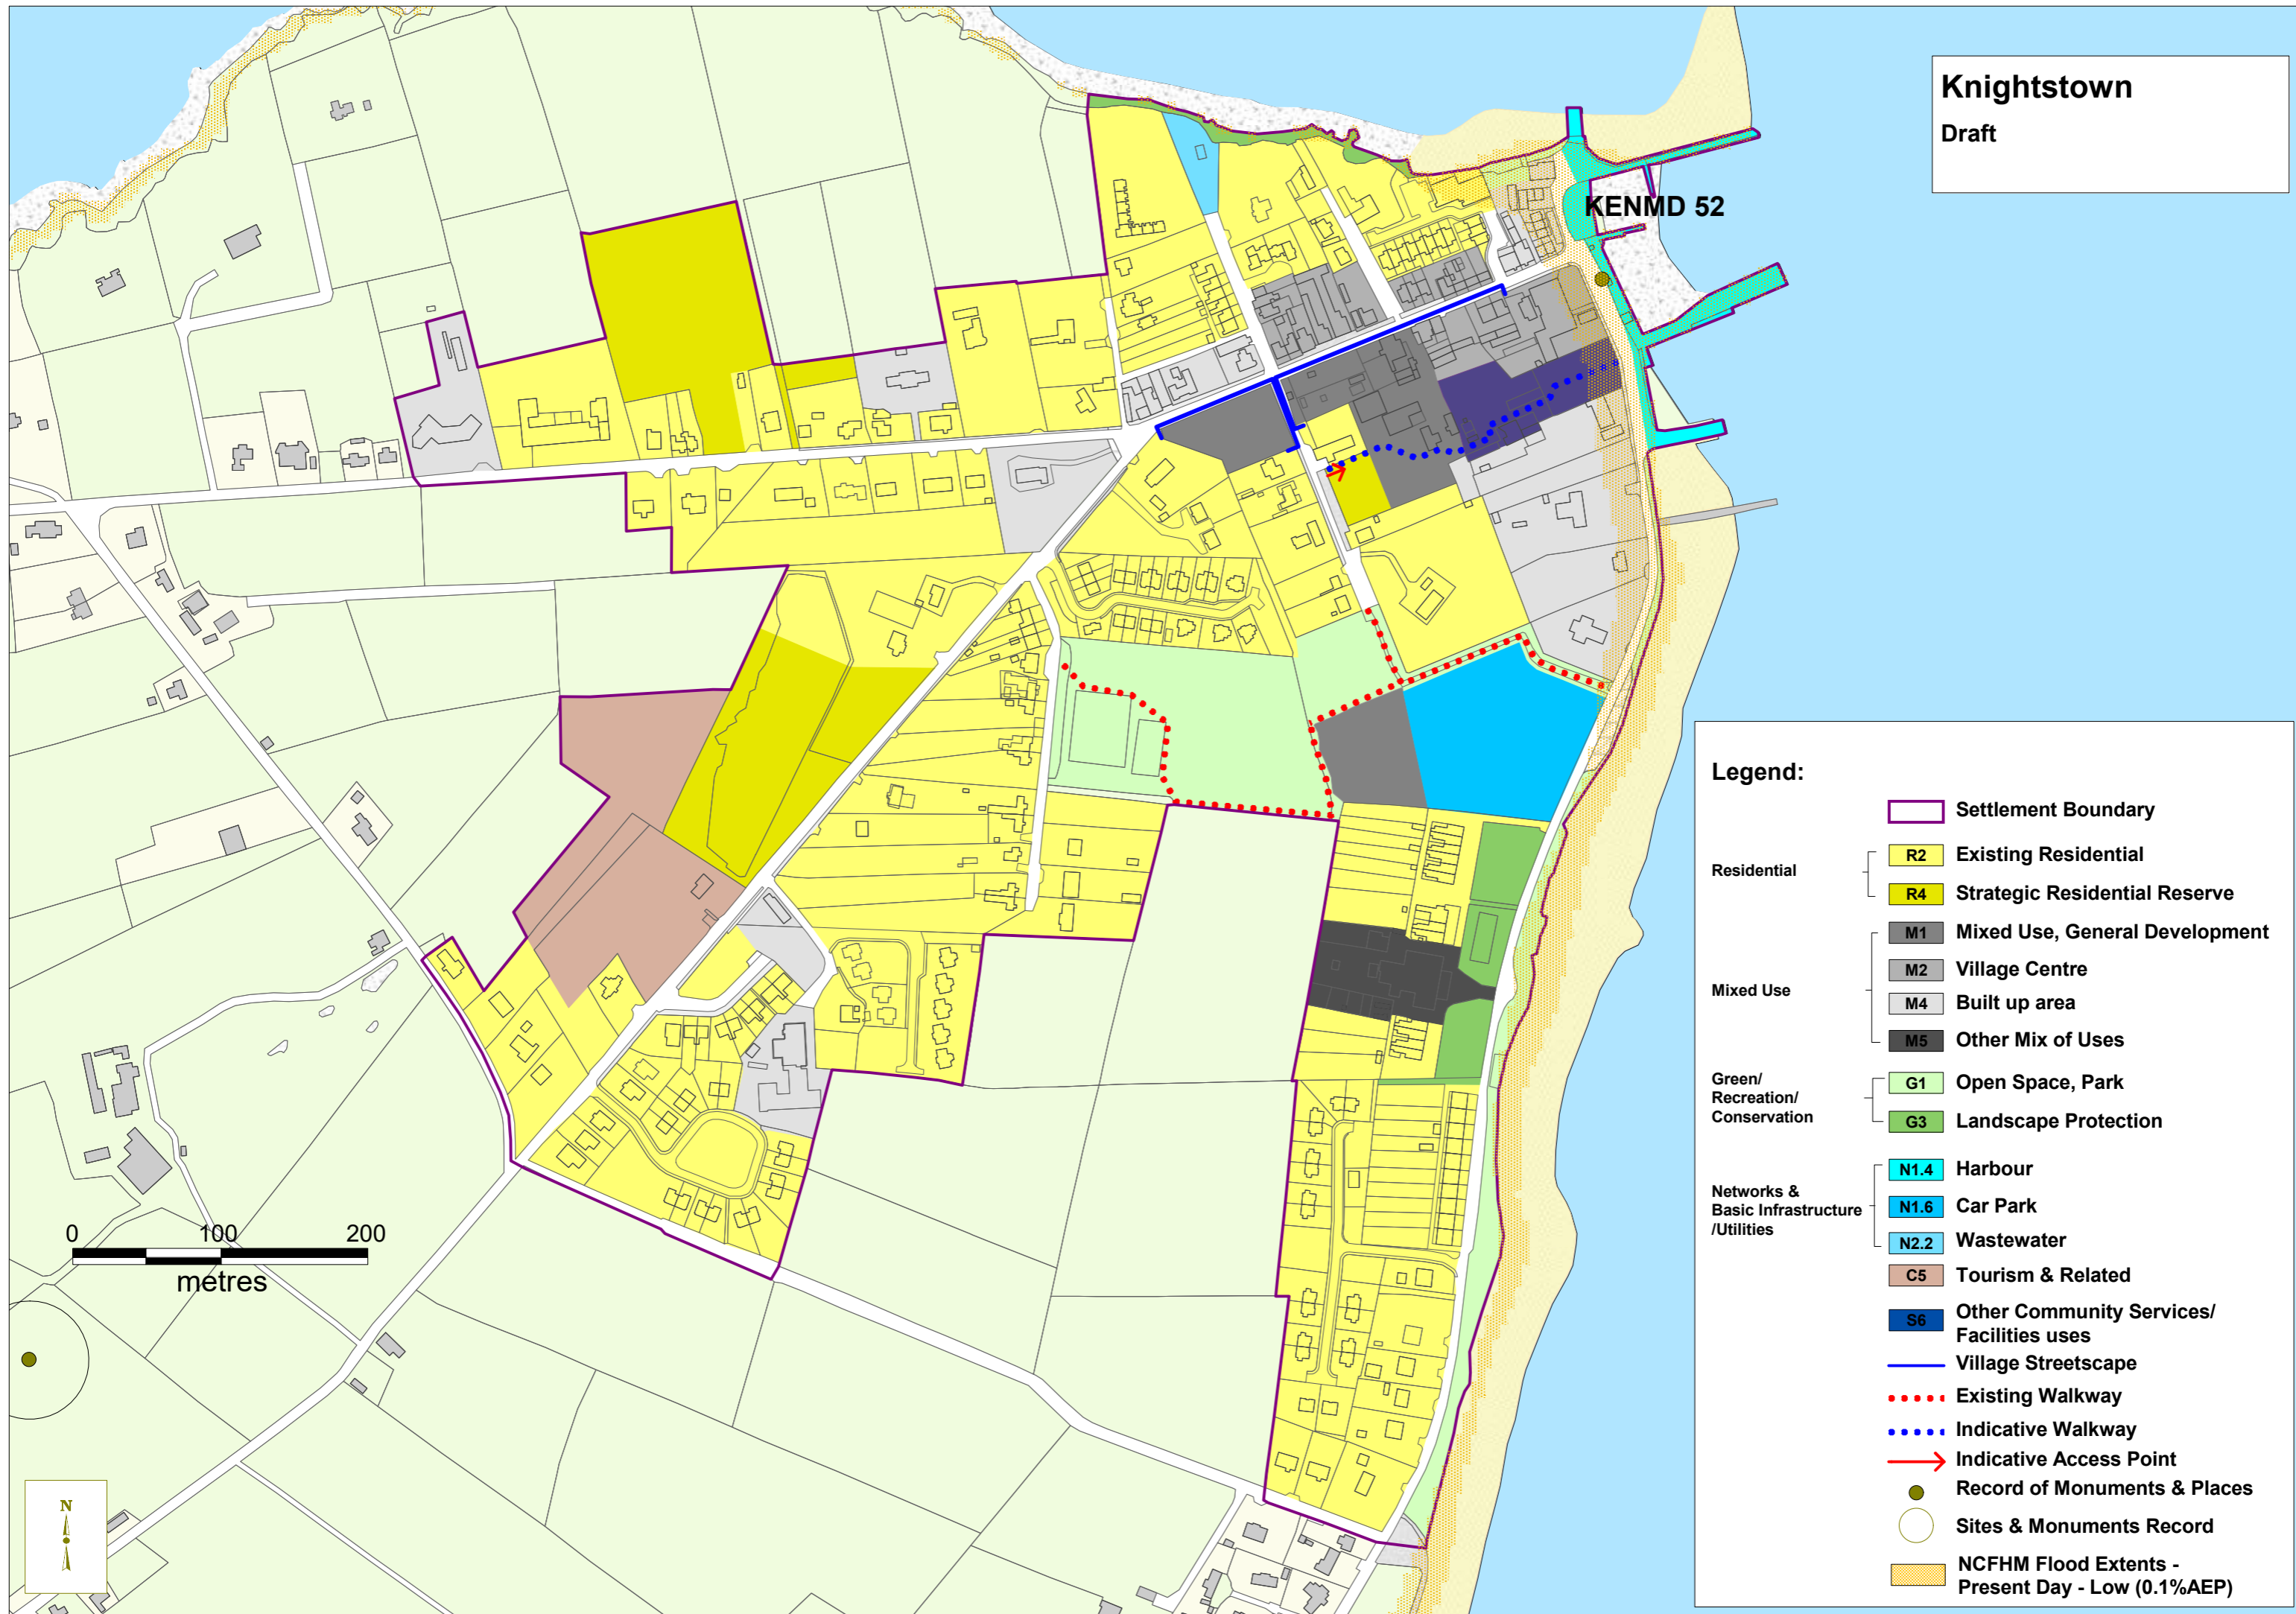 Knightstown
Draft
KENMD 52
Legend:
Settlement Boundary
Residential
R2 Existing Residential
R4 Strategic Residential Reserve
Mixed Use
M1 Mixed Use, General Development
M2 Village Centre
M4 Built up area
M5 Other Mix of Uses
Green/
Recreation/
Conservation
G1 Open Space, Park
G3 Landscape Protection
Networks &
Basic Infrastructure
/Utilities
N1.4 Harbour
N1.6 Car Park
N2.2 Wastewater
C5 Tourism & Related
S6 Other Community Services/
Facilities uses
Village Streetscape
Existing Walkway
Indicative Walkway
Indicative Access Point
Record of Monuments & Places
Sites & Monuments Record
NCFHM Flood Extents -
Present Day - Low (0.1%AEP)
0 100 200
metres
N